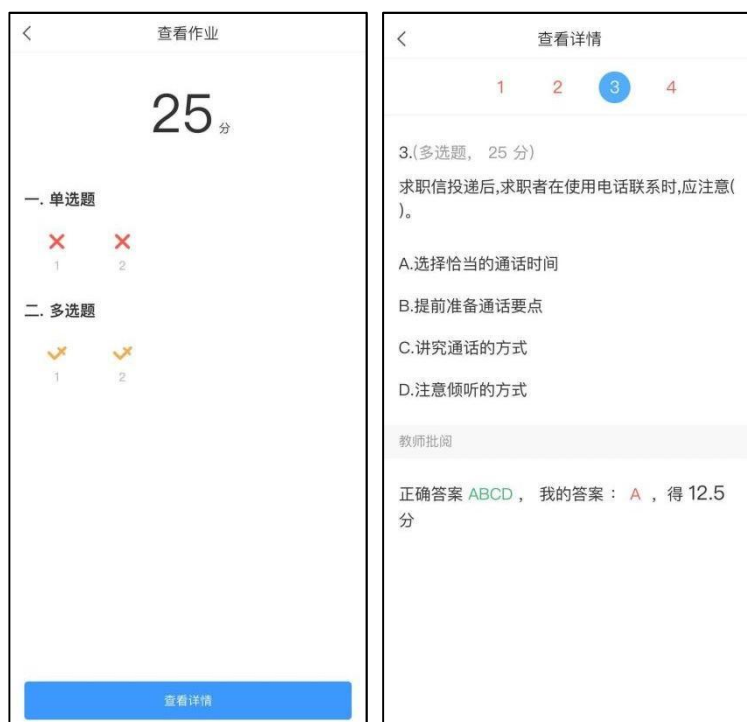 查看作业
25 分
一. 单选题
1 2
二. 多选题
1 2
查看详情
查看详情
1 2 3 4
3.(多选题， 25 分)
求职信投递后,求职者在使用电话联系时,应注意(
)。
A.选择恰当的通话时间
B.提前准备通话要点
C.讲究通话的方式
D.注意倾听的方式
教师批阅
正确答案 ABCD ， 我的答案： A ，得 12.5
分